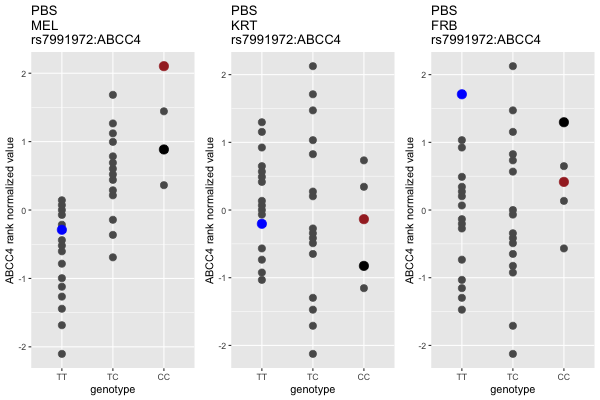 PBS
MEL
rs7991972:ABCC4
ABCC4 rank normalized value
2
1
0
-1
-2
TT
TC
CC
genotype
PBS
KRT
rs7991972:ABCC4
ABCC4 rank normalized value
2
1
0
-1
-2
TT
TC
CC
genotype
PBS
FRB
rs7991972:ABCC4
ABCC4 rank normalized value
2
1
0
-1
-2
TT
TC
CC
genotype